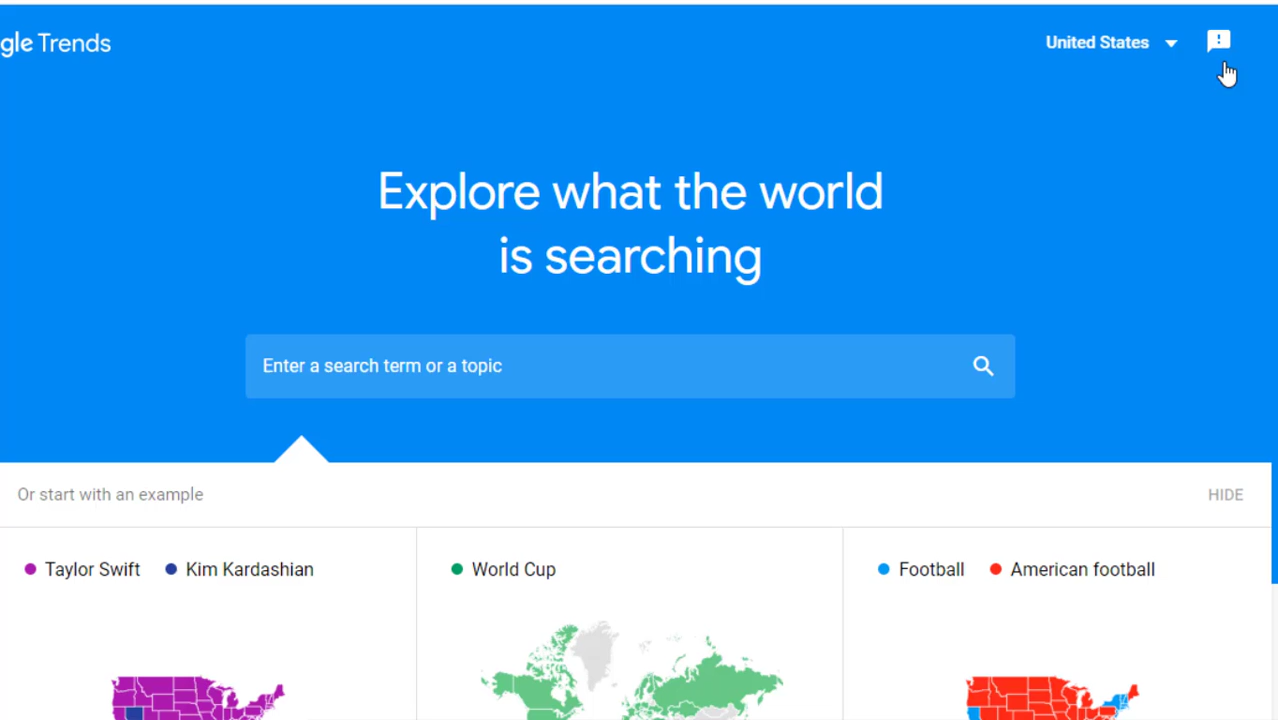 gle Trends
United States
Explore what the world
is searching
Enter a search term or a topic
Or start with an example
HIDE
Taylor Swift Kim Kardashian
World Cup
Football American football